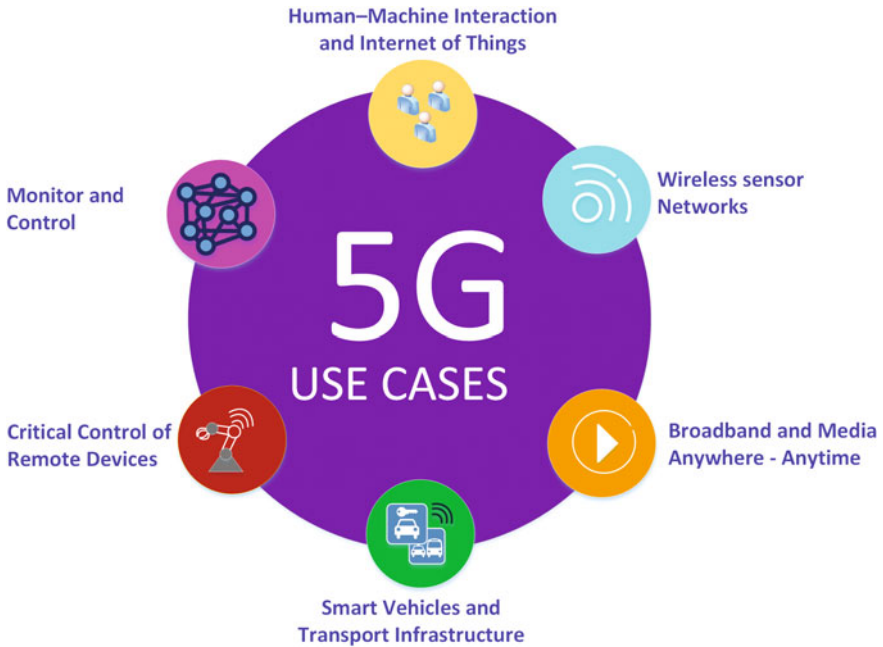 Human–Machine Interaction
and Internet of Things
Wireless sensor
Networks
Monitor and
Control
5G
USE CASES
Critical Control of
Remote Devices
Broadband and Media
Anywhere - Anytime
Smart Vehicles and
Transport Infrastructure